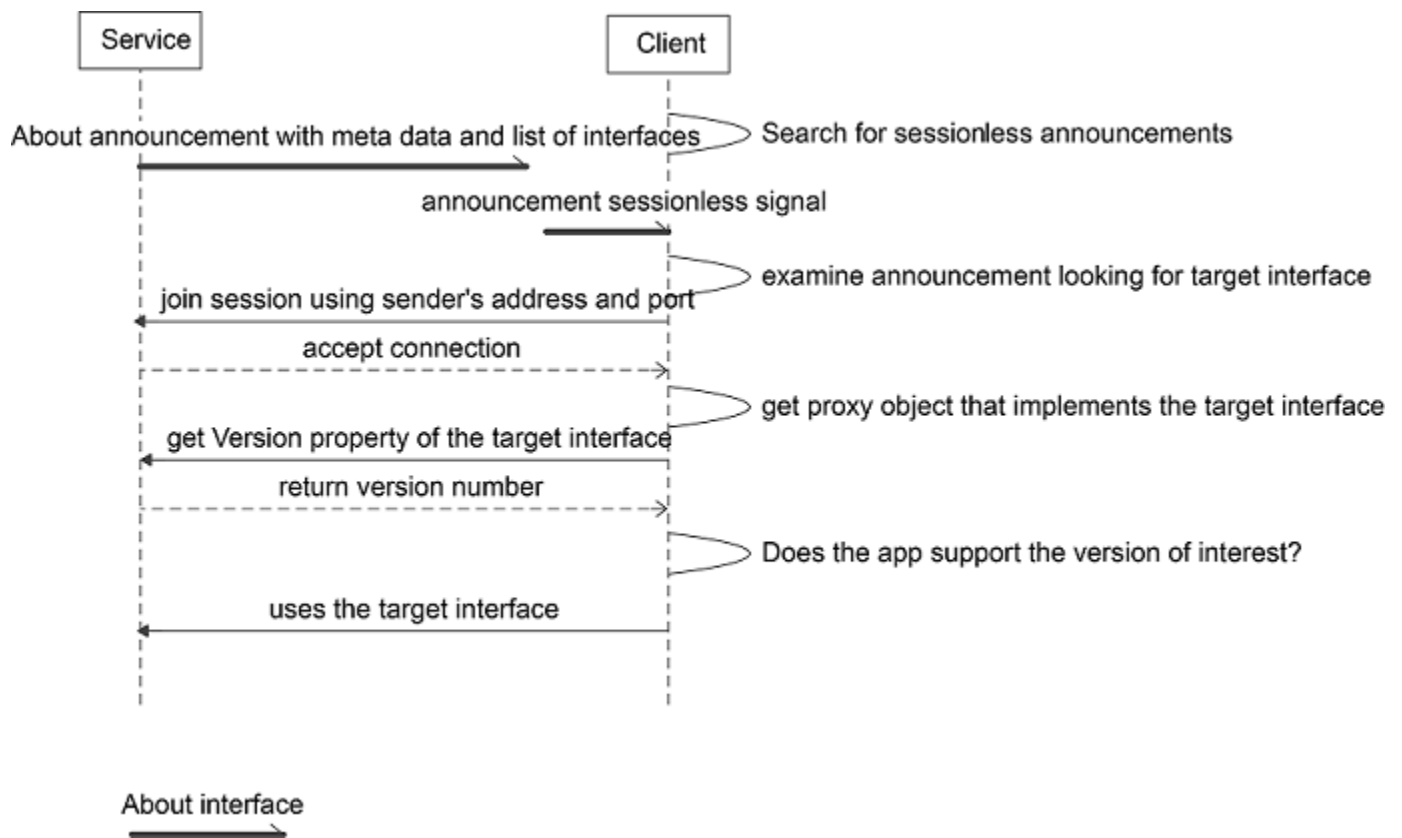 Service
Client
About announcement with meta data and list of interfaces
Search for sessionless announcements
announcement sessionless signal
examine announcement looking for target interface
join session using sender's address and port
accept connection
get proxy object that implements the target interface
get Version property of the target interface
return version number
Does the app support the version of interest?
uses the target interface
About interface